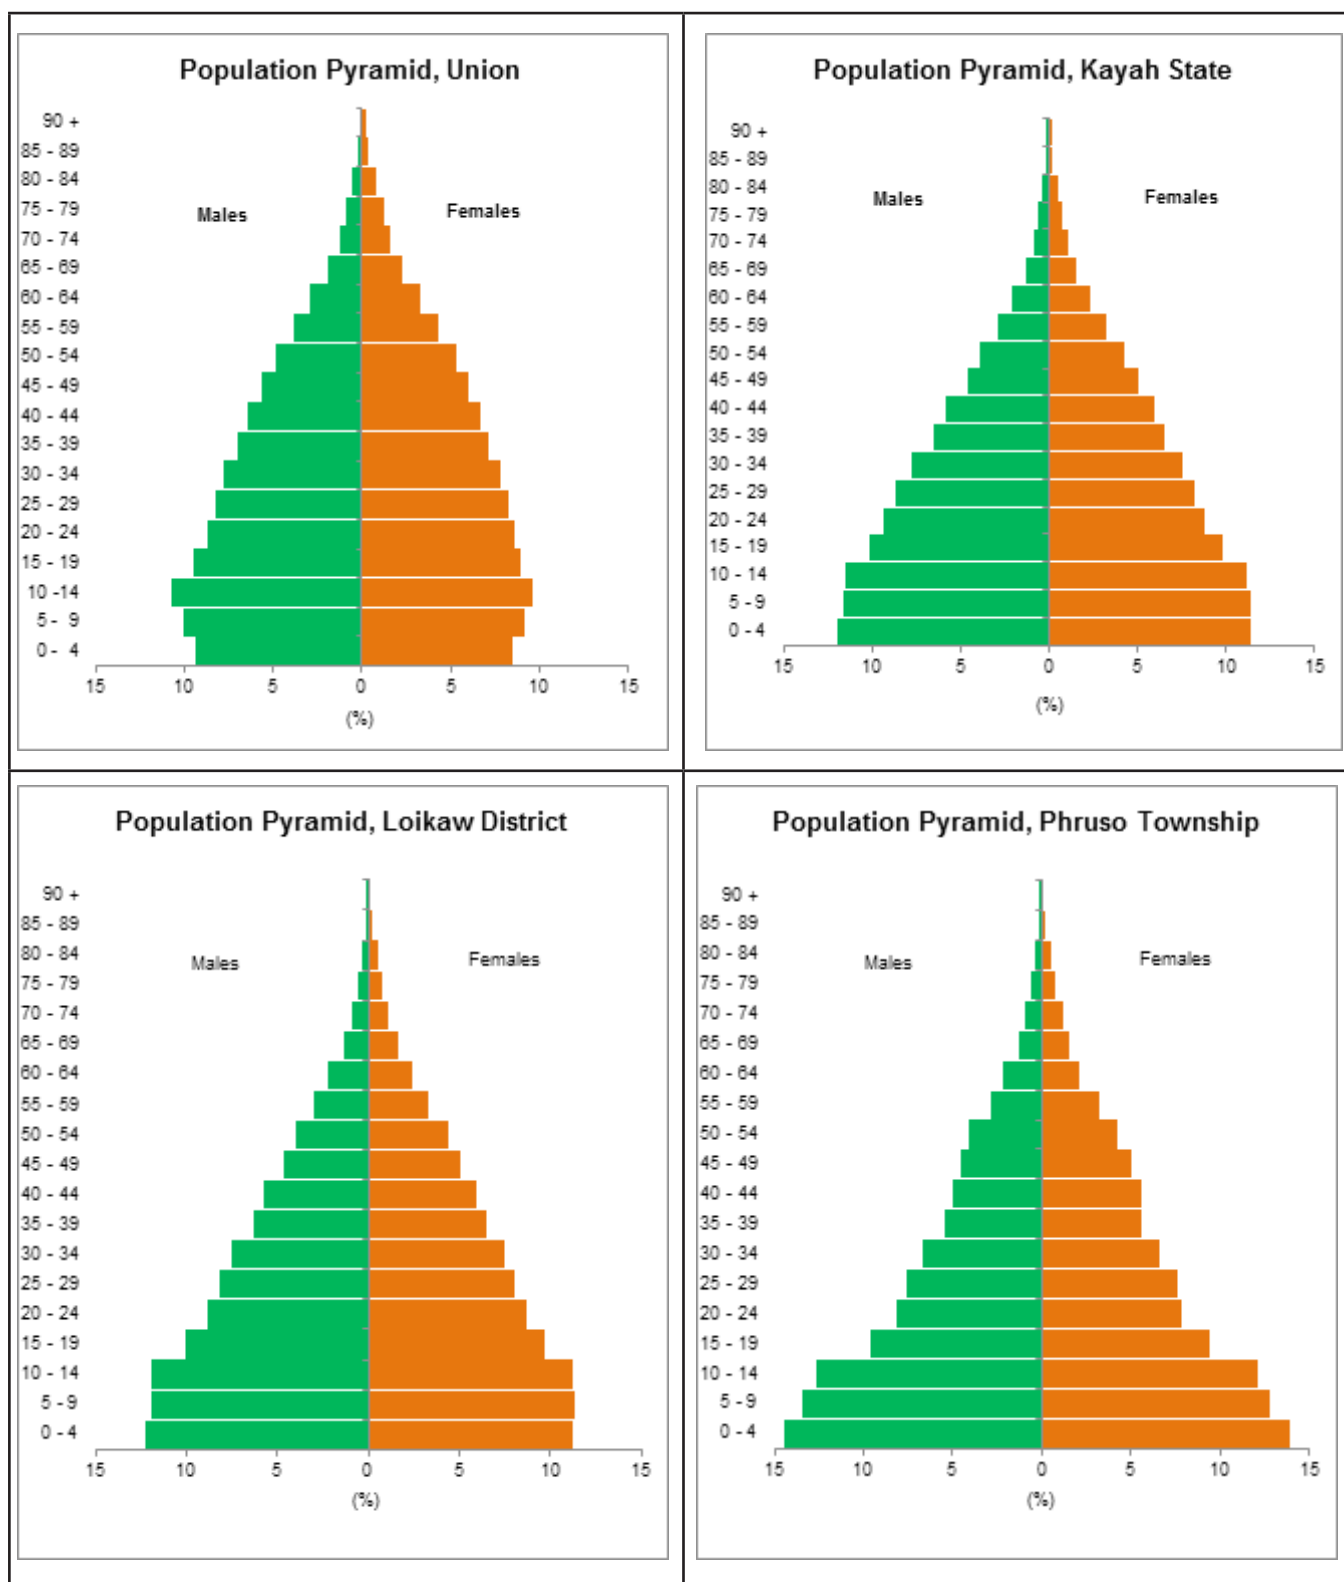 Population Pyramid, Union
90 +
85 - 89
80 - 84
75 - 79
70 - 74
65 - 69
60 - 64
55 - 59
50 - 54
45 - 49
40 - 44
35 - 39
30 - 34
25 - 29
20 - 24
15 - 19
10 -14
5 - 9
0 - 4
Males
Females
15 10 5 0 5 10 15
(%)
Population Pyramid, Kayah State
90 +
85 - 89
80 - 84
75 - 79
70 - 74
65 - 69
60 - 64
55 - 59
50 - 54
45 - 49
40 - 44
35 - 39
30 - 34
25 - 29
20 - 24
15 - 19
10 - 14
5 - 9
0 - 4
Males
Females
15 10 5 0 5 10 15
(%)
Population Pyramid, Loikaw District
90 +
85 - 89
80 - 84
75 - 79
70 - 74
65 - 69
60 - 64
55 - 59
50 - 54
45 - 49
40 - 44
35 - 39
30 - 34
25 - 29
20 - 24
15 - 19
10 - 14
5 - 9
0 - 4
Males
Females
15 10 5 0 5 10 15
(%)
Population Pyramid, Phruso Township
90 +
85 - 89
80 - 84
75 - 79
70 - 74
65 - 69
60 - 64
55 - 59
50 - 54
45 - 49
40 - 44
35 - 39
30 - 34
25 - 29
20 - 24
15 - 19
10 - 14
5 - 9
0 - 4
Males
Females
15 10 5 0 5 10 15
(%)